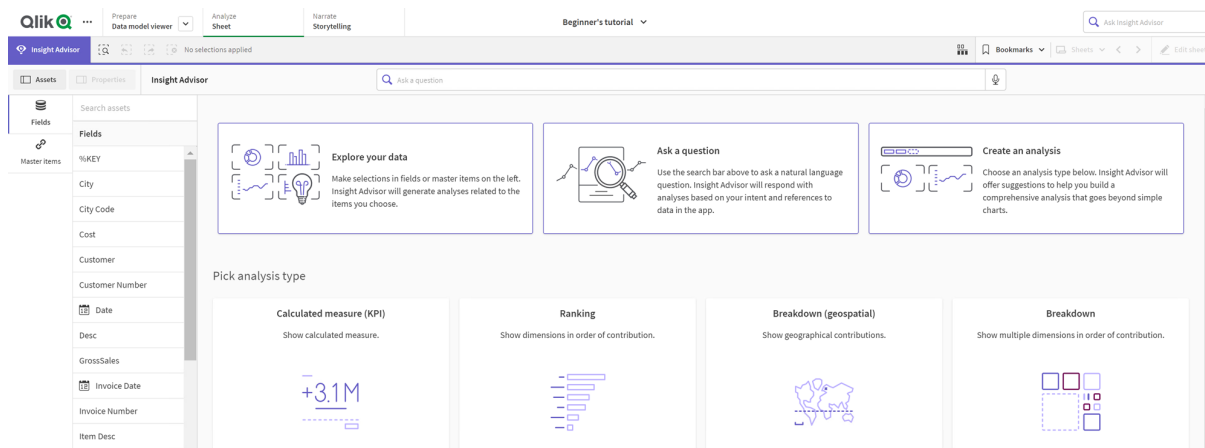 Qlik
Prepare
Data model viewer
Analyze
Sheet
Narrate
Storytelling
Beginner's tutorial
Ask Insight Advisor
Insight Advisor
No selections applied
Bookmarks
Sheets
Edit sheet
Assets
Properties
Insight Advisor
Ask a question
Fields
Master items
Search assets
Fields
%KEY
City
City Code
Cost
Customer
Customer Number
Date
Desc
GrossSales
Invoice Date
Invoice Number
Item Desc
Explore your data
Make selections in fields or master items on the left.
Insight Advisor will generate analyses related to the
items you choose.
Ask a question
Use the search bar above to ask a natural language
question. Insight Advisor will respond with
analyses based on your intent and references to
data in the app.
Create an analysis
Choose an analysis type below. Insight Advisor will
offer suggestions to help you build a
comprehensive analysis that goes beyond simple
charts.
Pick analysis type
Calculated measure (KPI)
Show calculated measure.
+3.1M
Ranking
Show dimensions in order of contribution.
Breakdown (geospatial)
Show geographical contributions.
Breakdown
Show multiple dimensions in order of contribution.